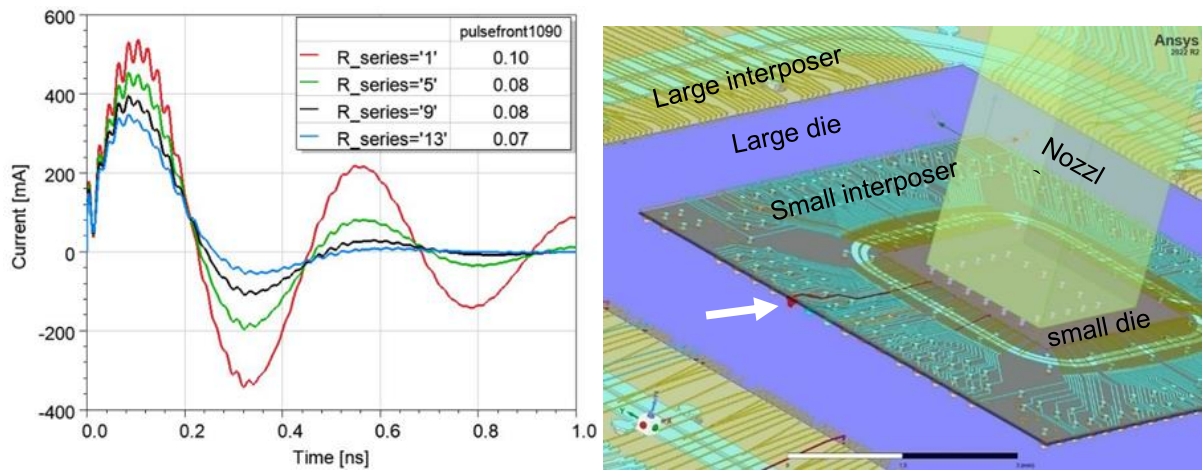 600
400
200
0
-200
-400
Current [mA]
0.0 0.2 0.4 0.6 0.8 1.0
Time [ns]
pulsefront1090
R_series='1' 0.10
R_series='5' 0.08
R_series='9' 0.08
R_series='13' 0.07
Ansys
2022 R2
Large interposer
Large die
Nozzl
Small interposer
small die